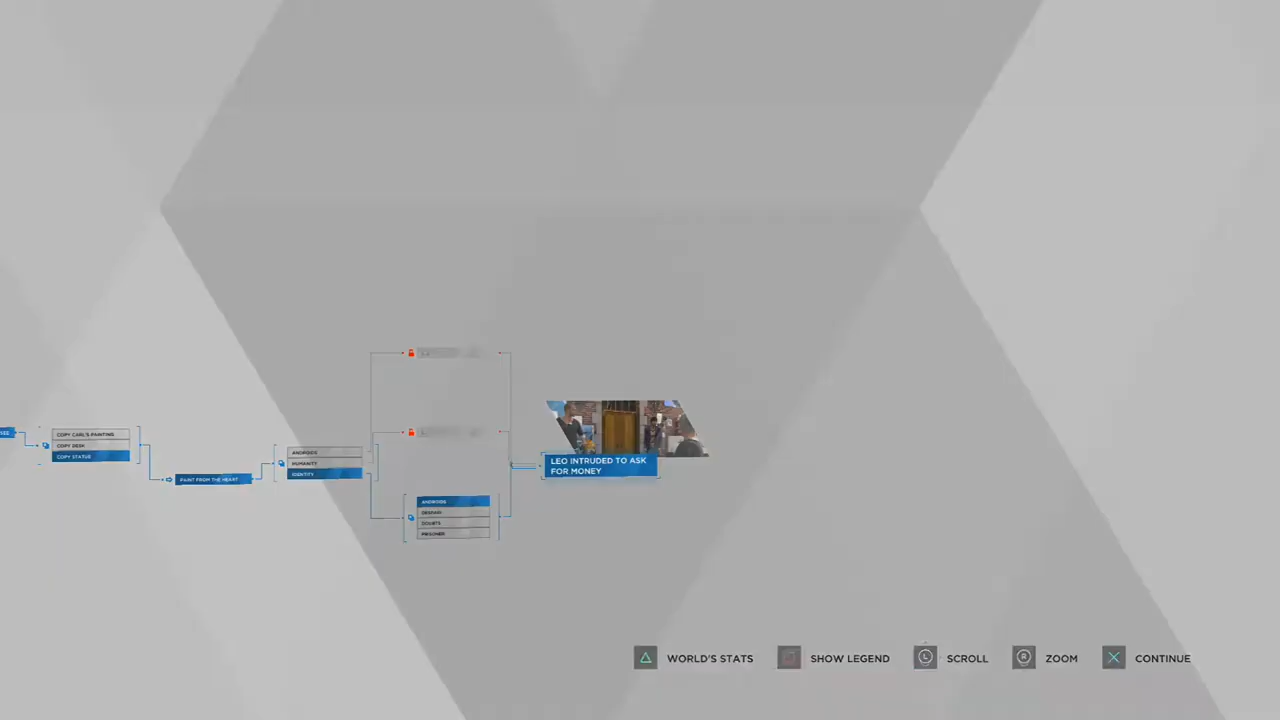 COPY CARL'S PAINTING
COPY DESK
COPY STATUE
PAINT FROM THE HEART
ANDROIDS
HUMANITY
IDENTITY
ANDROIDS
DESPAIR
DOUBTS
PRISONER
LEO INTRUDED TO ASK
FOR MONEY
WORLD'S STATS
SHOW LEGEND
L
SCROLL
R
ZOOM
CONTINUE